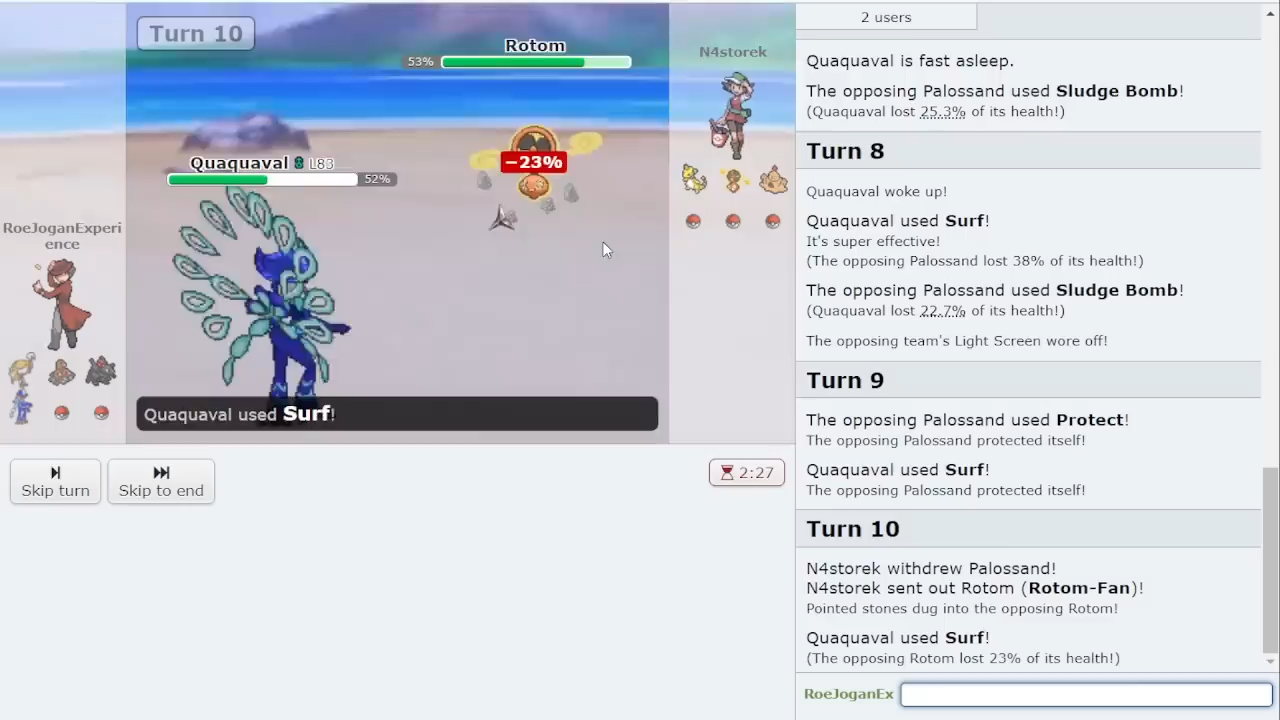 Turn 10
Rotom
53%
−23%
Quaquaval L83
52%
Quaquaval used Surf!
RoeJoganExperi
ence
N4storek
Skip turn
Skip to end
2:27
2 users
Quaquaval is fast asleep.
The opposing Palossand used Sludge Bomb!
(Quaquaval lost 25.3% of its health!)
Turn 8
Quaquaval woke up!
Quaquaval used Surf!
It's super effective!
(The opposing Palossand lost 38% of its health!)
The opposing Palossand used Sludge Bomb!
(Quaquaval lost 22.7% of its health!)
The opposing team's Light Screen wore off!
Turn 9
The opposing Palossand used Protect!
The opposing Palossand protected itself!
Quaquaval used Surf!
The opposing Palossand protected itself!
Turn 10
N4storek withdrew Palossand!
N4storek sent out Rotom (Rotom-Fan)!
Pointed stones dug into the opposing Rotom!
Quaquaval used Surf!
(The opposing Rotom lost 23% of its health!)
RoeJoganEx